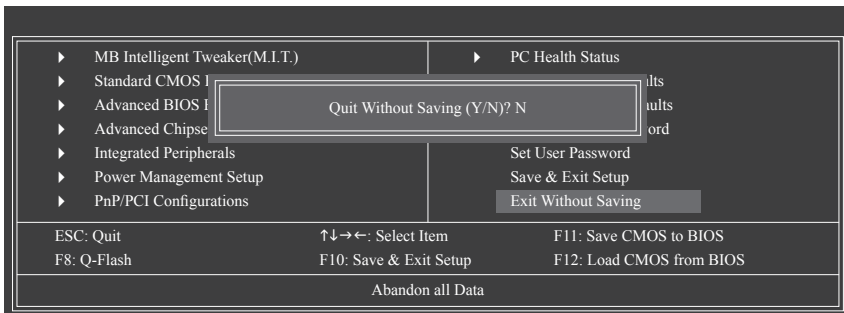 MB Intelligent Tweaker(M.I.T.) PC Health Status
Standard CMOS
Advanced BIOS
Quit Without Saving (Y/N)? N
Advanced Chipse
Integrated Peripherals Set User Password
Power Management Setup Save & Exit Setup
PnP/PCI Configurations Exit Without Saving
ESC: Quit ↑↓→←: Select Item F11: Save CMOS to BIOS
F8: Q-Flash F10: Save & Exit Setup F12: Load CMOS from BIOS
Abandon all Data